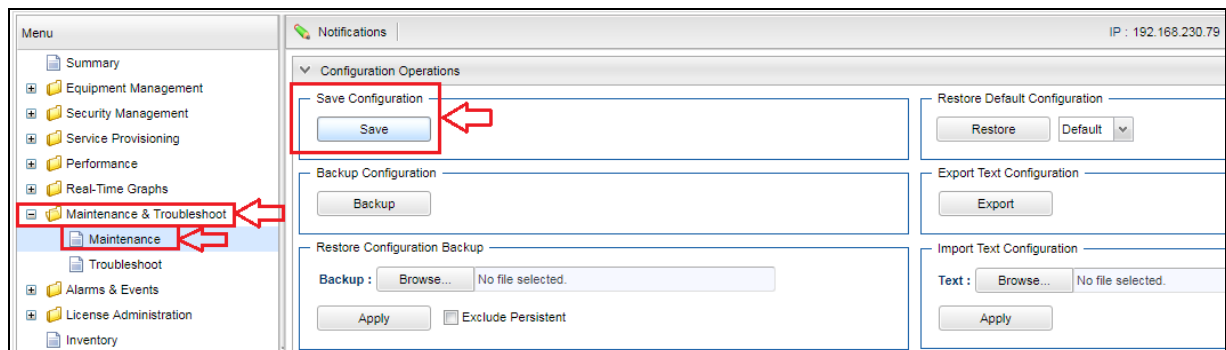 Menu
Summary
Equipment Management
Security Management
Service Provisioning
Performance
Real-Time Graphs
Maintenance & Troubleshoot
Maintenance
Troubleshoot
Alarms & Events
License Administration
Inventory
Notifications
IP : 192.168.230.79
Configuration Operations
Save Configuration
Save
Restore Default Configuration
Restore
Default
Backup Configuration
Backup
Export Text Configuration
Export
Restore Configuration Backup
Backup :
Browse...
No file selected.
Apply
Exclude Persistent
Import Text Configuration
Text :
Browse...
No file selected.
Apply